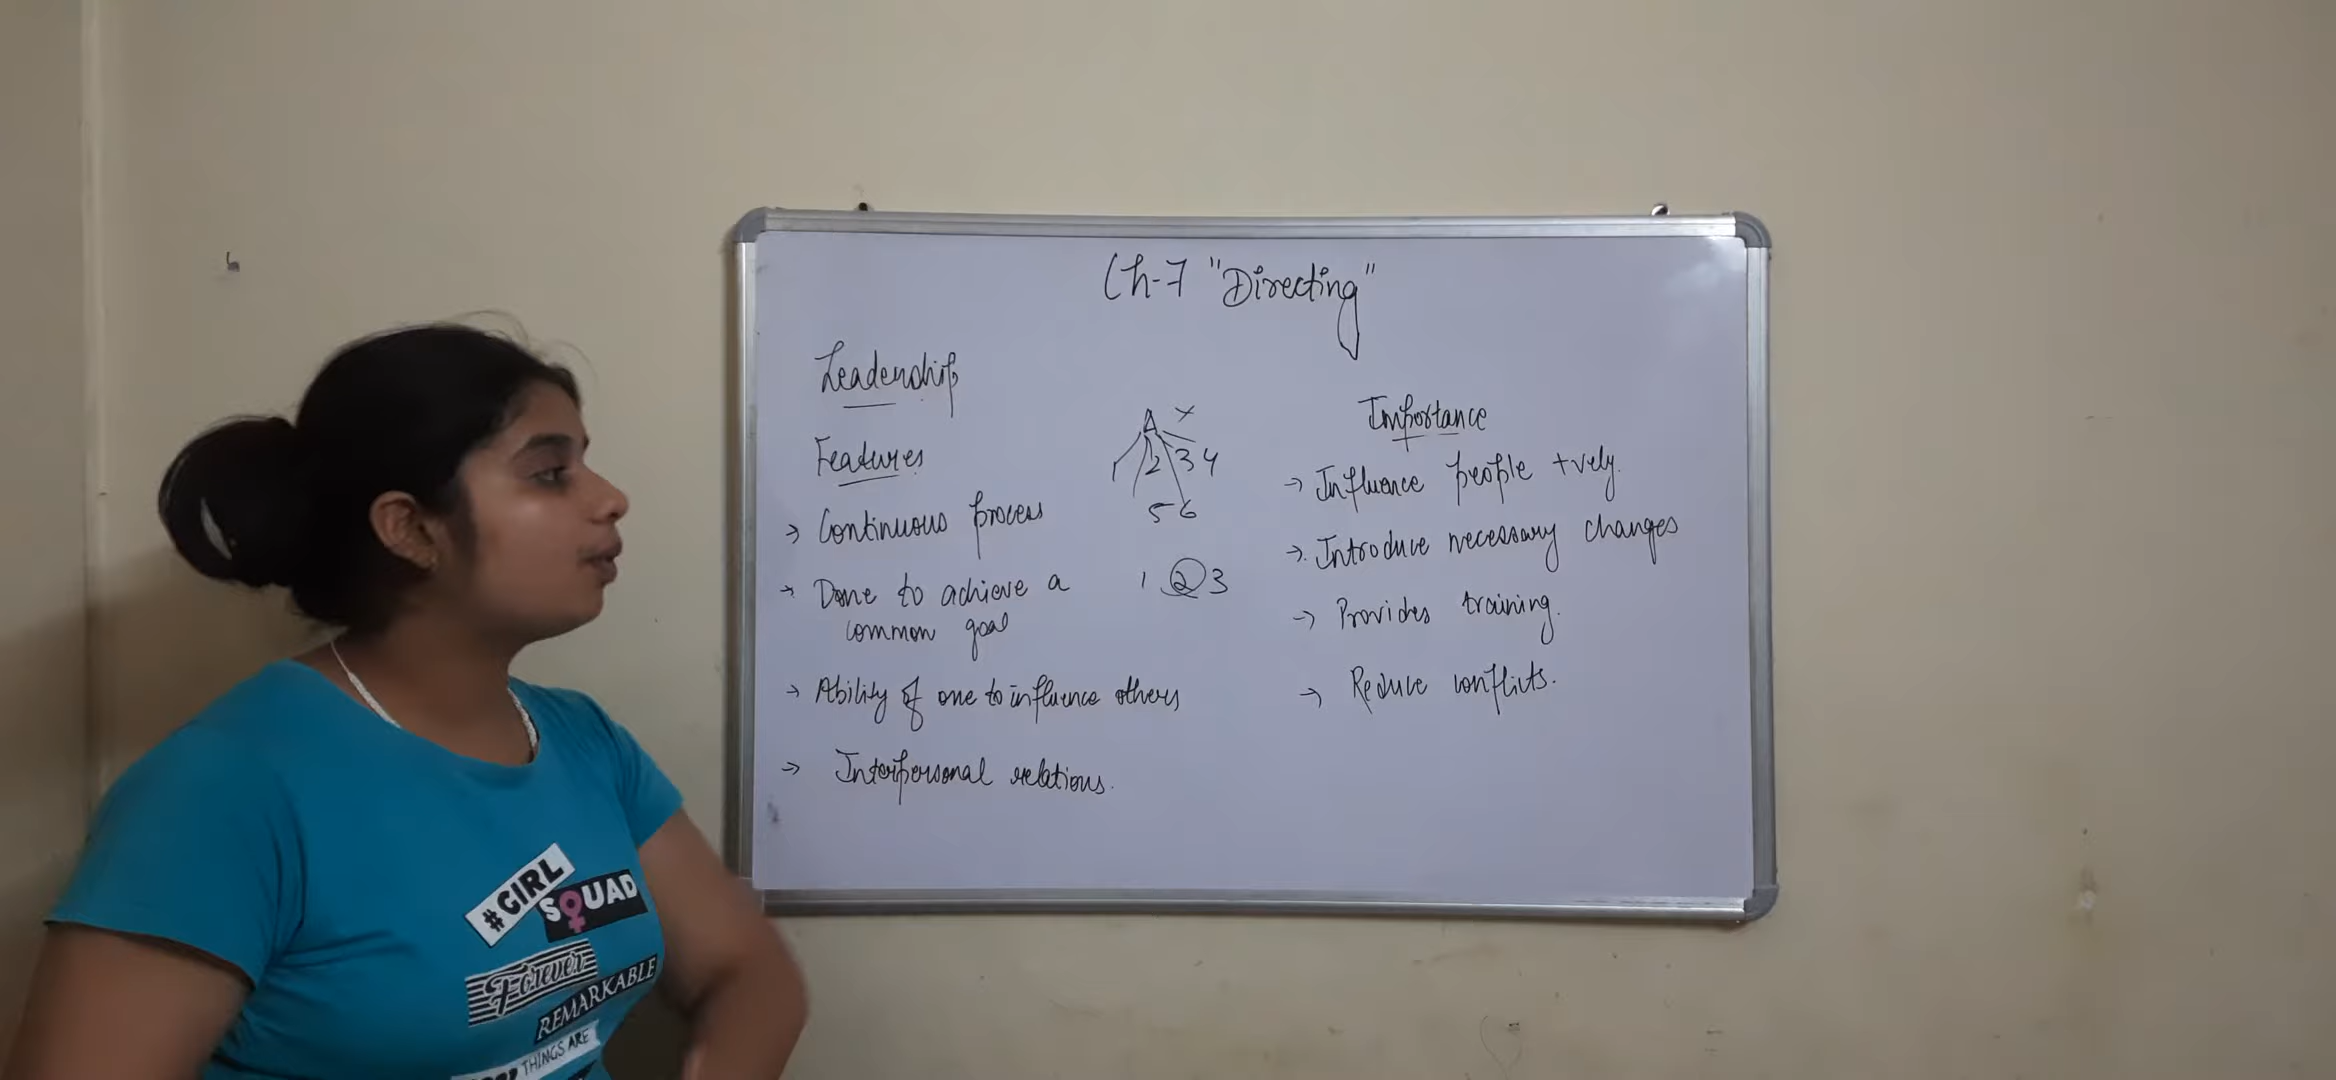 Ch-7 "Directing"
Leadership
Features
→ Continuous process
→ Done to achieve a
common goal
→ Ability of one to influence others
→ Interpersonal relations.
A x
2 3 4
5 6
1 2 3
Importance
→ Influence people +vely.
→ Introduce necessary changes
→ Provides training.
→ Reduce conflicts.
#GIRL
SQUAD
Forever
REMARKABLE
THINGS ARE